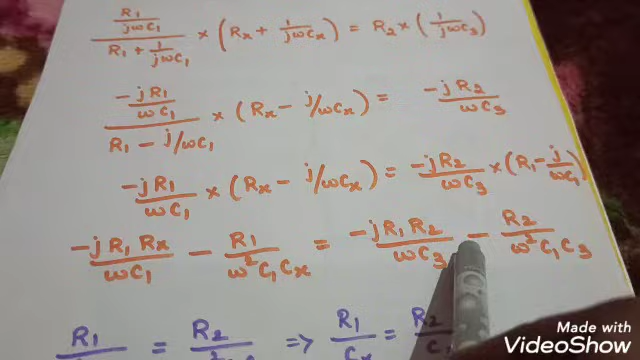 (R₁/jωC₁)/(R₁ + 1/jωC₁) × (Rx + 1/jωCx) = R₂ × (1/jωC₃)
(-jR₁/ωC₁)/(R₁ - j/ωC₁) × (Rx - j/ωCx) = -jR₂/ωC₃
-jR₁/ωC₁ × (Rx - j/ωCx) = -jR₂/ωC₃ × (R₁ - j/ωC₁)
-jR₁Rx/ωC₁ - R₁/ω²C₁Cx = -jR₁R₂/ωC₃ - R₂/ω²C₁C₃
R₁ = R₂ ⇒ R₁/Cx = R₂/C
Made with
VideoShow